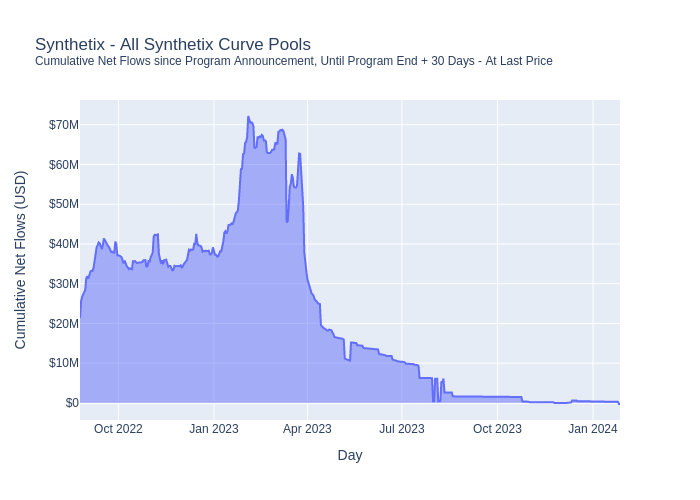 Synthetix - All Synthetix Curve Pools
Cumulative Net Flows since Program Announcement, Until Program End + 30 Days - At Last Price
Cumulative Net Flows (USD)
$70M
$60M
$50M
$40M
$30M
$20M
$10M
$0
Oct 2022
Jan 2023
Apr 2023
Jul 2023
Oct 2023
Jan 2024
Day